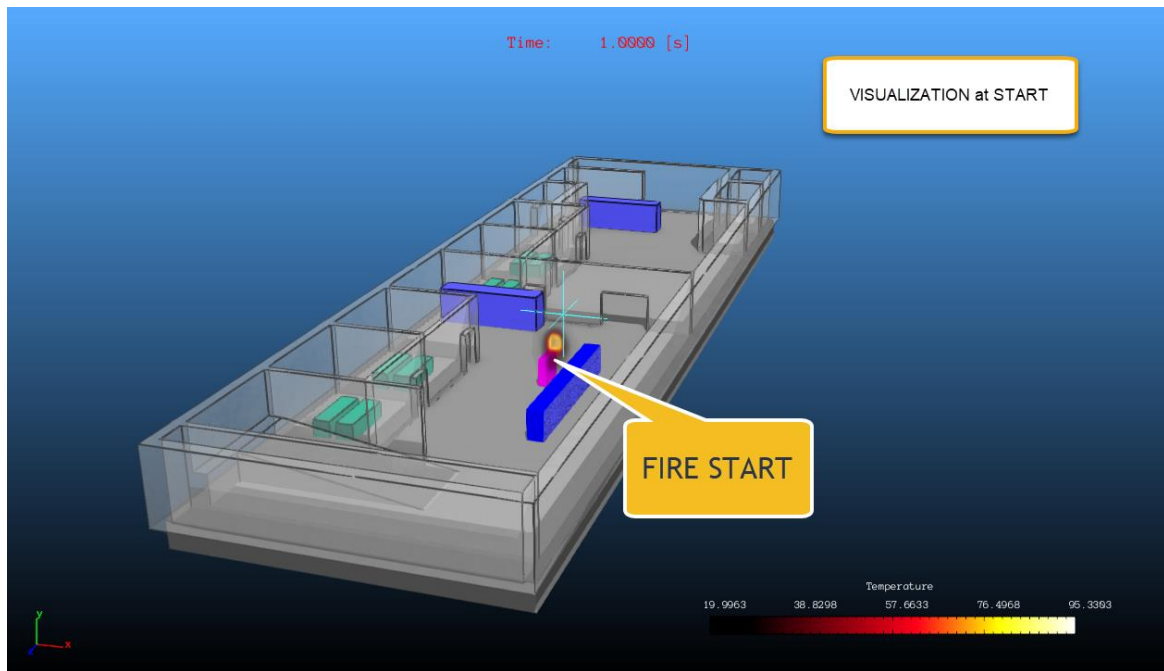 Time: 1.0000 [s]
VISUALIZATION at START
FIRE START
Temperature
19.9963 38.8298 57.6633 76.4968 95.3303
y
x